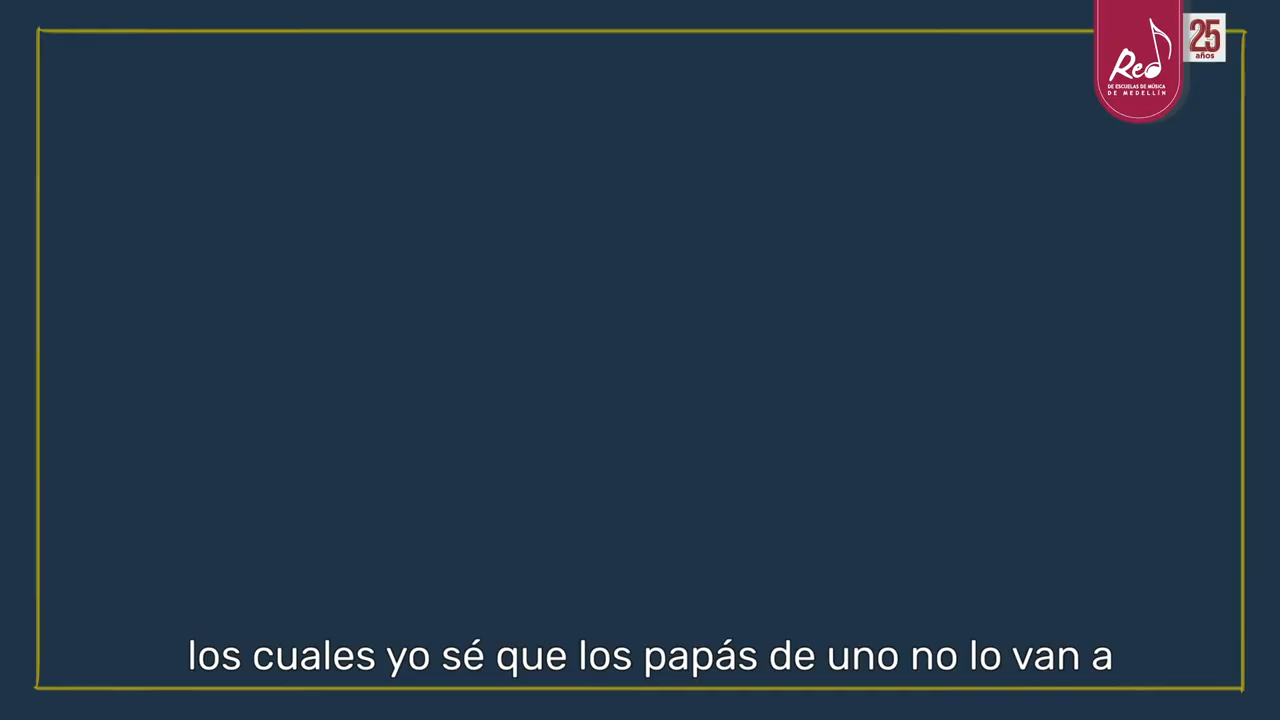 25
años
Red
DE ESCUELAS DE MÚSICA
DE MEDELLÍN
los cuales yo sé que los papás de uno no lo van a